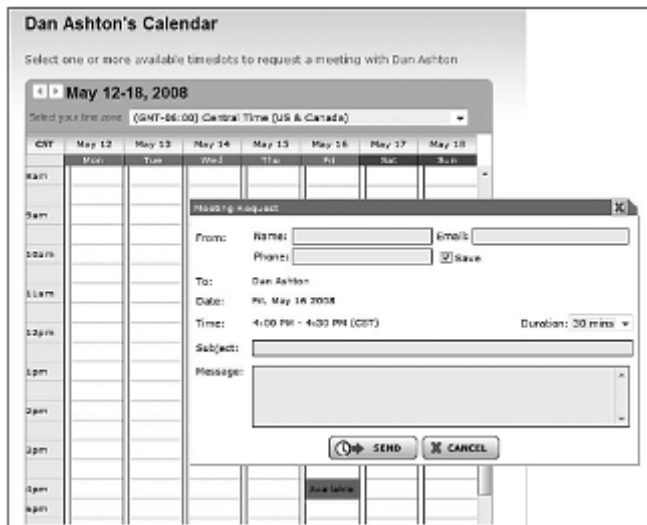 Dan Ashton's Calendar
Select one or more available timeslots to request a meeting with Dan Ashton
May 12-18, 2008
Select your time zone (GMT-06:00) Central Time (US & Canada)
CST May 12 May 13 May 14 May 15 May 16 May 17 May 18
Mon Tue Wed Thu Fri Sat Sun
8am
9am
10am
11am
12pm
1pm
2pm
3pm
4pm
5pm
Meeting Request
From: Name: Email:
Phone: Save
To: Dan Ashton
Date: Fri, May 16 2008
Time: 4:00 PM - 4:30 PM (CST) Duration: 30 mins
Subject:
Message:
SEND CANCEL
Available